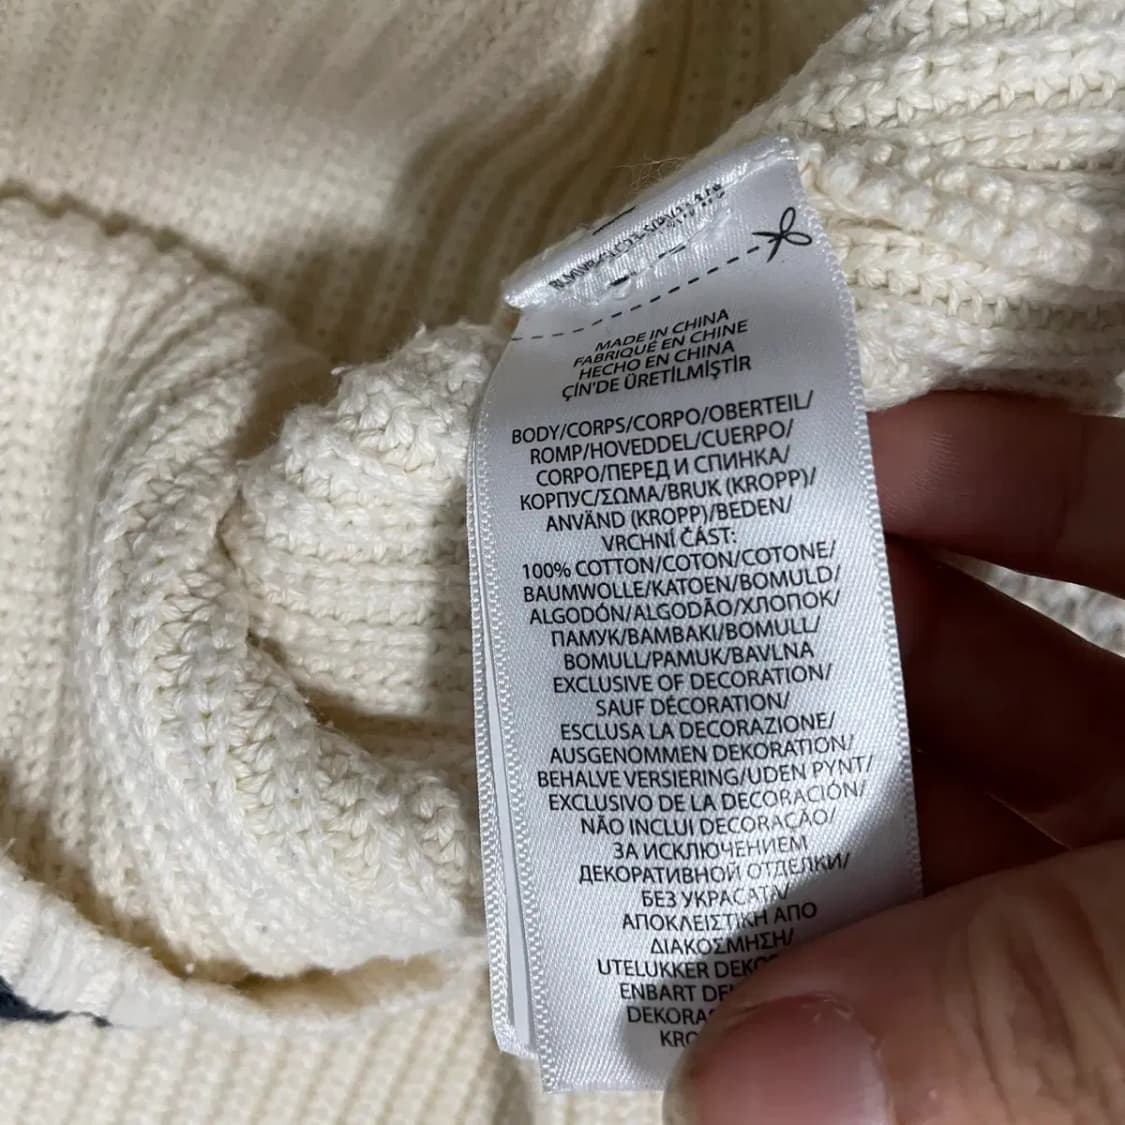 MADE IN CHINA
FABRIQUÉ EN CHINE
HECHO EN CHINA
ÇİN'DE ÜRETİLMİŞTİR
BODY/CORPS/CORPO/OBERTEIL/
ROMP/HOVEDDEL/CUERPO/
CORPO/ПЕРЕД И СПИНКА/
КОРПУС/ΣΩΜΑ/BRUK (KROPP)/
ANVÄND (KROPP)/BEDEN/
VRCHNÍ ČÁST:
100% COTTON/COTON/COTONE/
BAUMWOLLE/KATOEN/BOMULD/
ALGODÓN/ALGODÃO/ХЛОПОК/
ПАМУК/ΒΑΜΒΑΚΙ/BOMULL/
BOMULL/PAMUK/BAVLNA
EXCLUSIVE OF DECORATION/
SAUF DÉCORATION/
ESCLUSA LA DECORAZIONE/
AUSGENOMMEN DEKORATION/
BEHALVE VERSIERING/UDEN PYNT/
EXCLUSIVO DE LA DECORACIÓN/
NÃO INCLUI DECORAÇÃO/
ЗА ИСКЛЮЧЕНИЕМ
ДЕКОРАТИВНОЙ ОТДЕЛКИ/
БЕЗ УКРАСАТА/
ΑΠΟΚΛΕΙΣΤΙΚΗ ΑΠΟ
ΔΙΑΚΟΣΜΗΣΗ/
UTELUKKER
ENBART